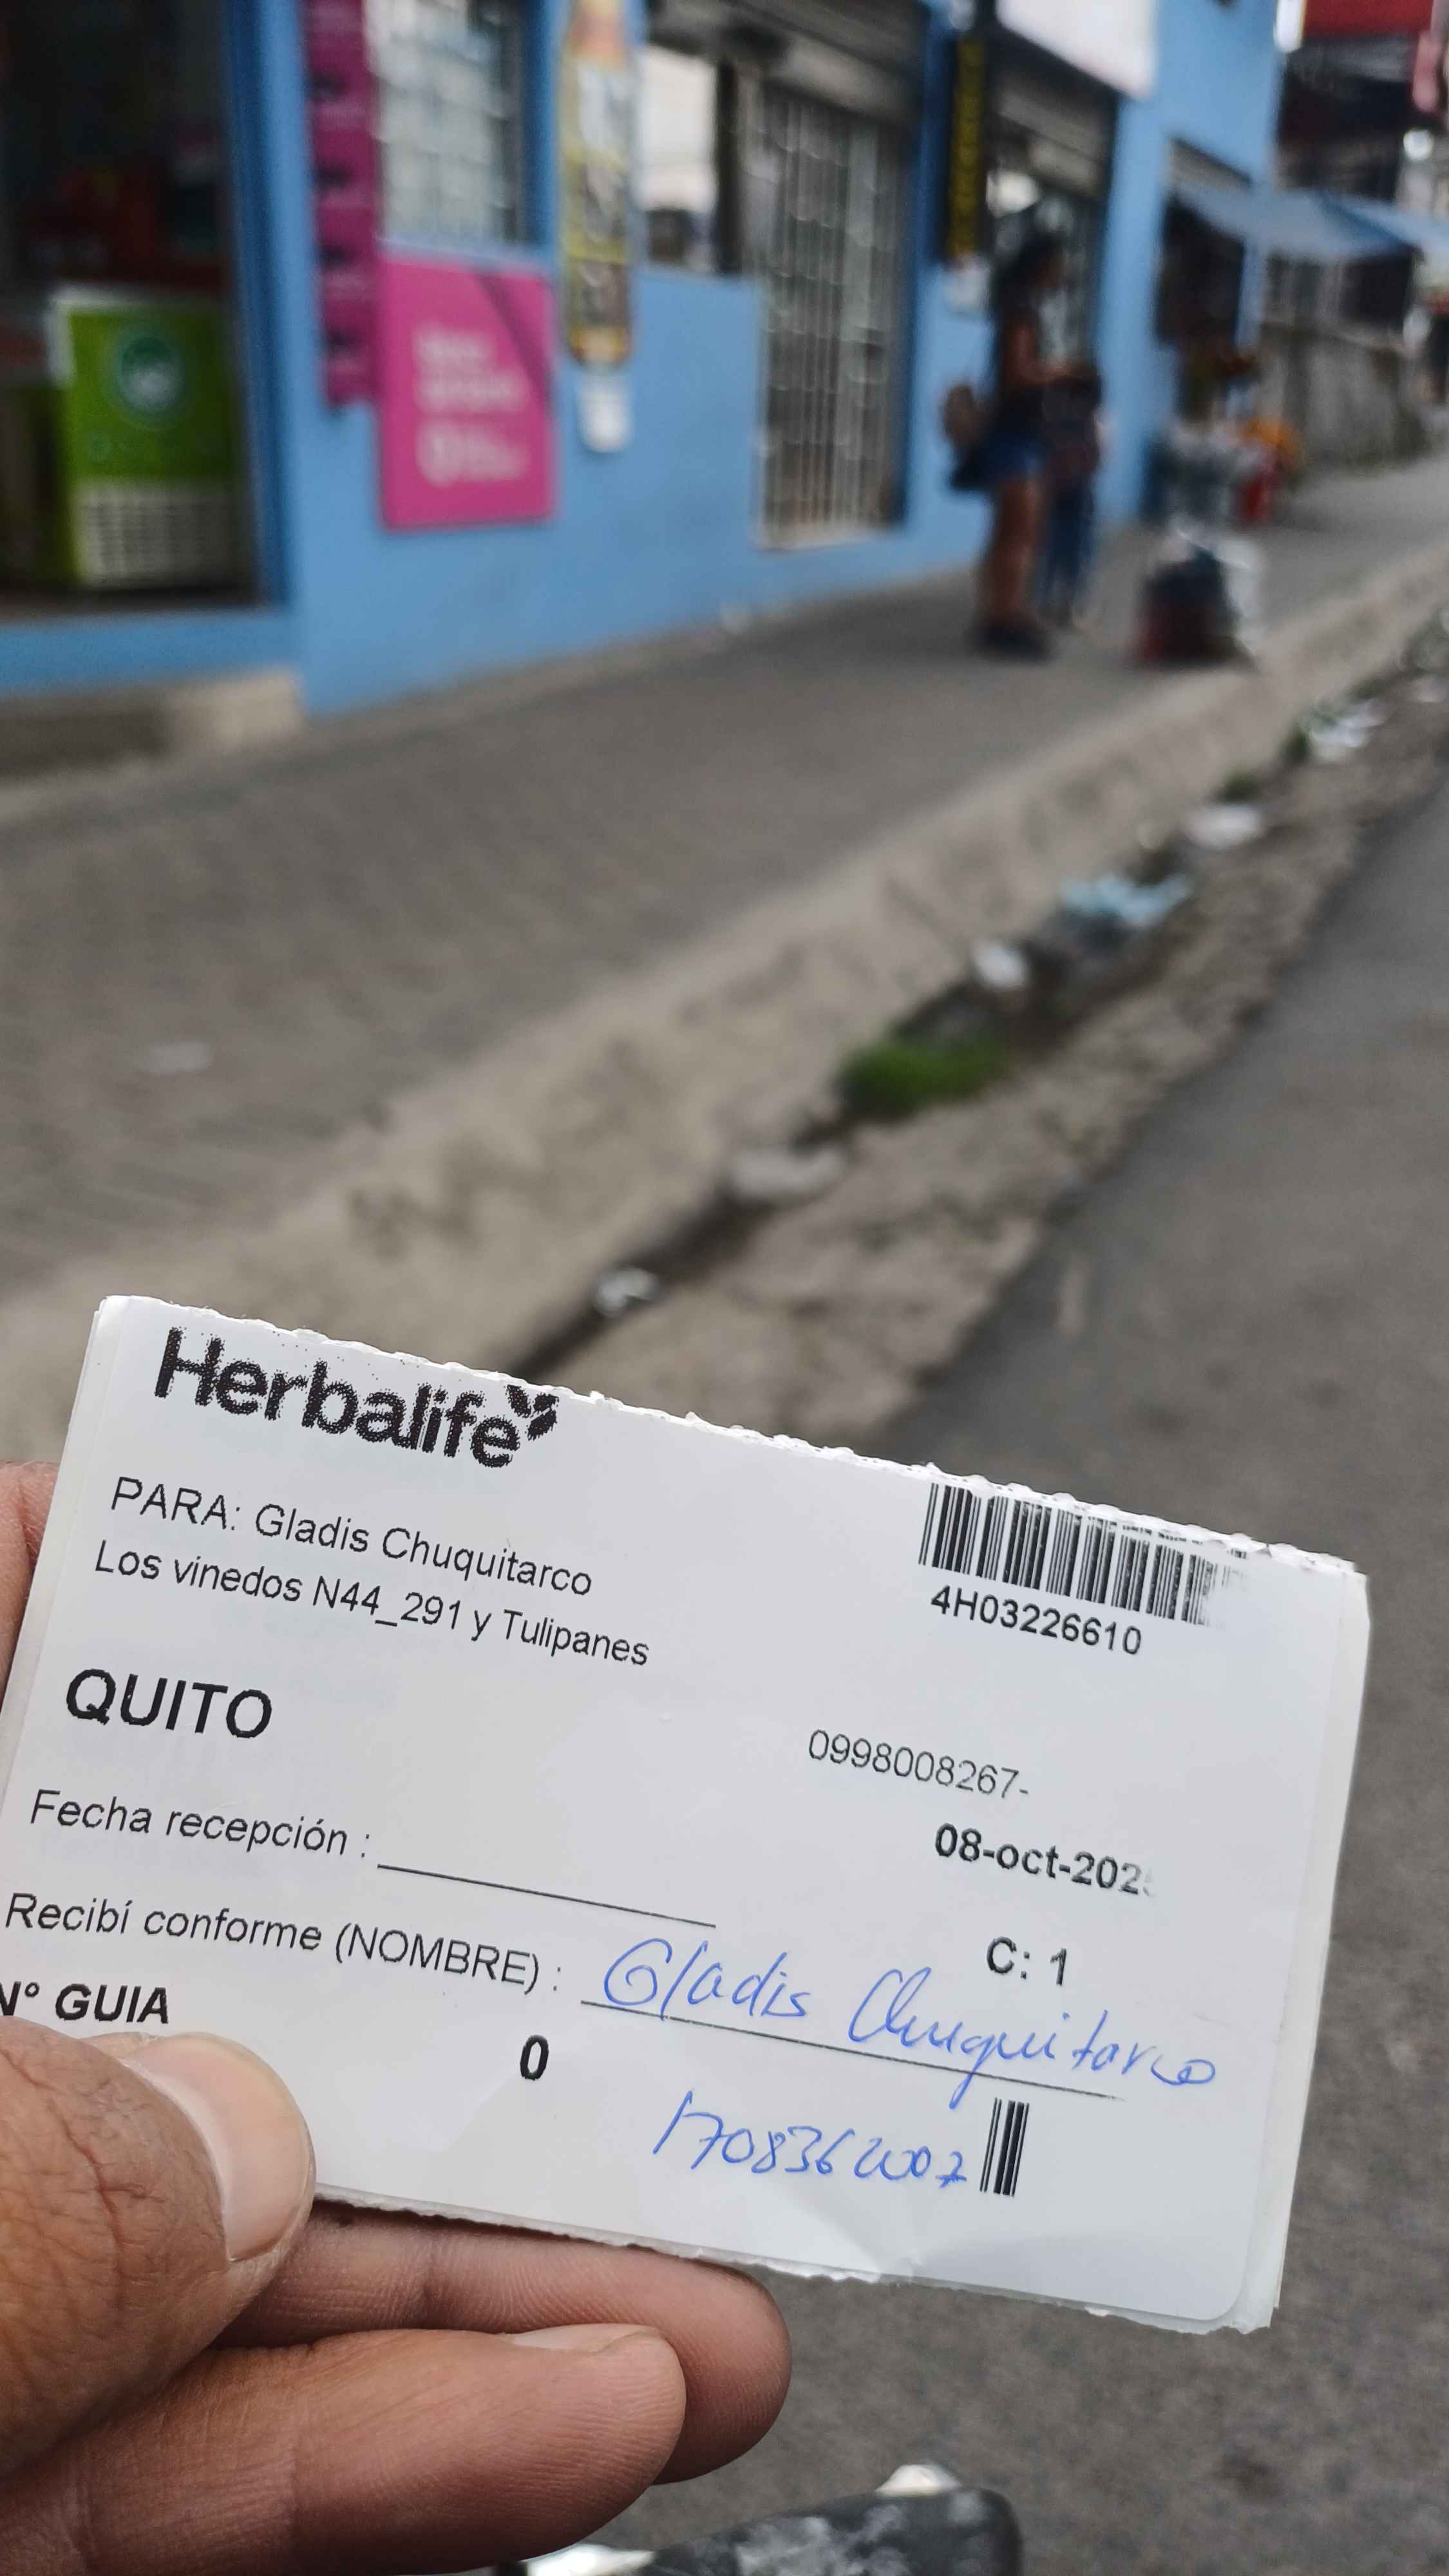 Herbalife
PARA: Gladis Chuquitarco
Los vinedos N44_291 y Tulipanes
4H03226610
QUITO
0998008267-
08-oct-202
Fecha recepción :
C: 1
Recibí conforme (NOMBRE) : Gladis Chuquitarco
N° GUIA
0
1708362007